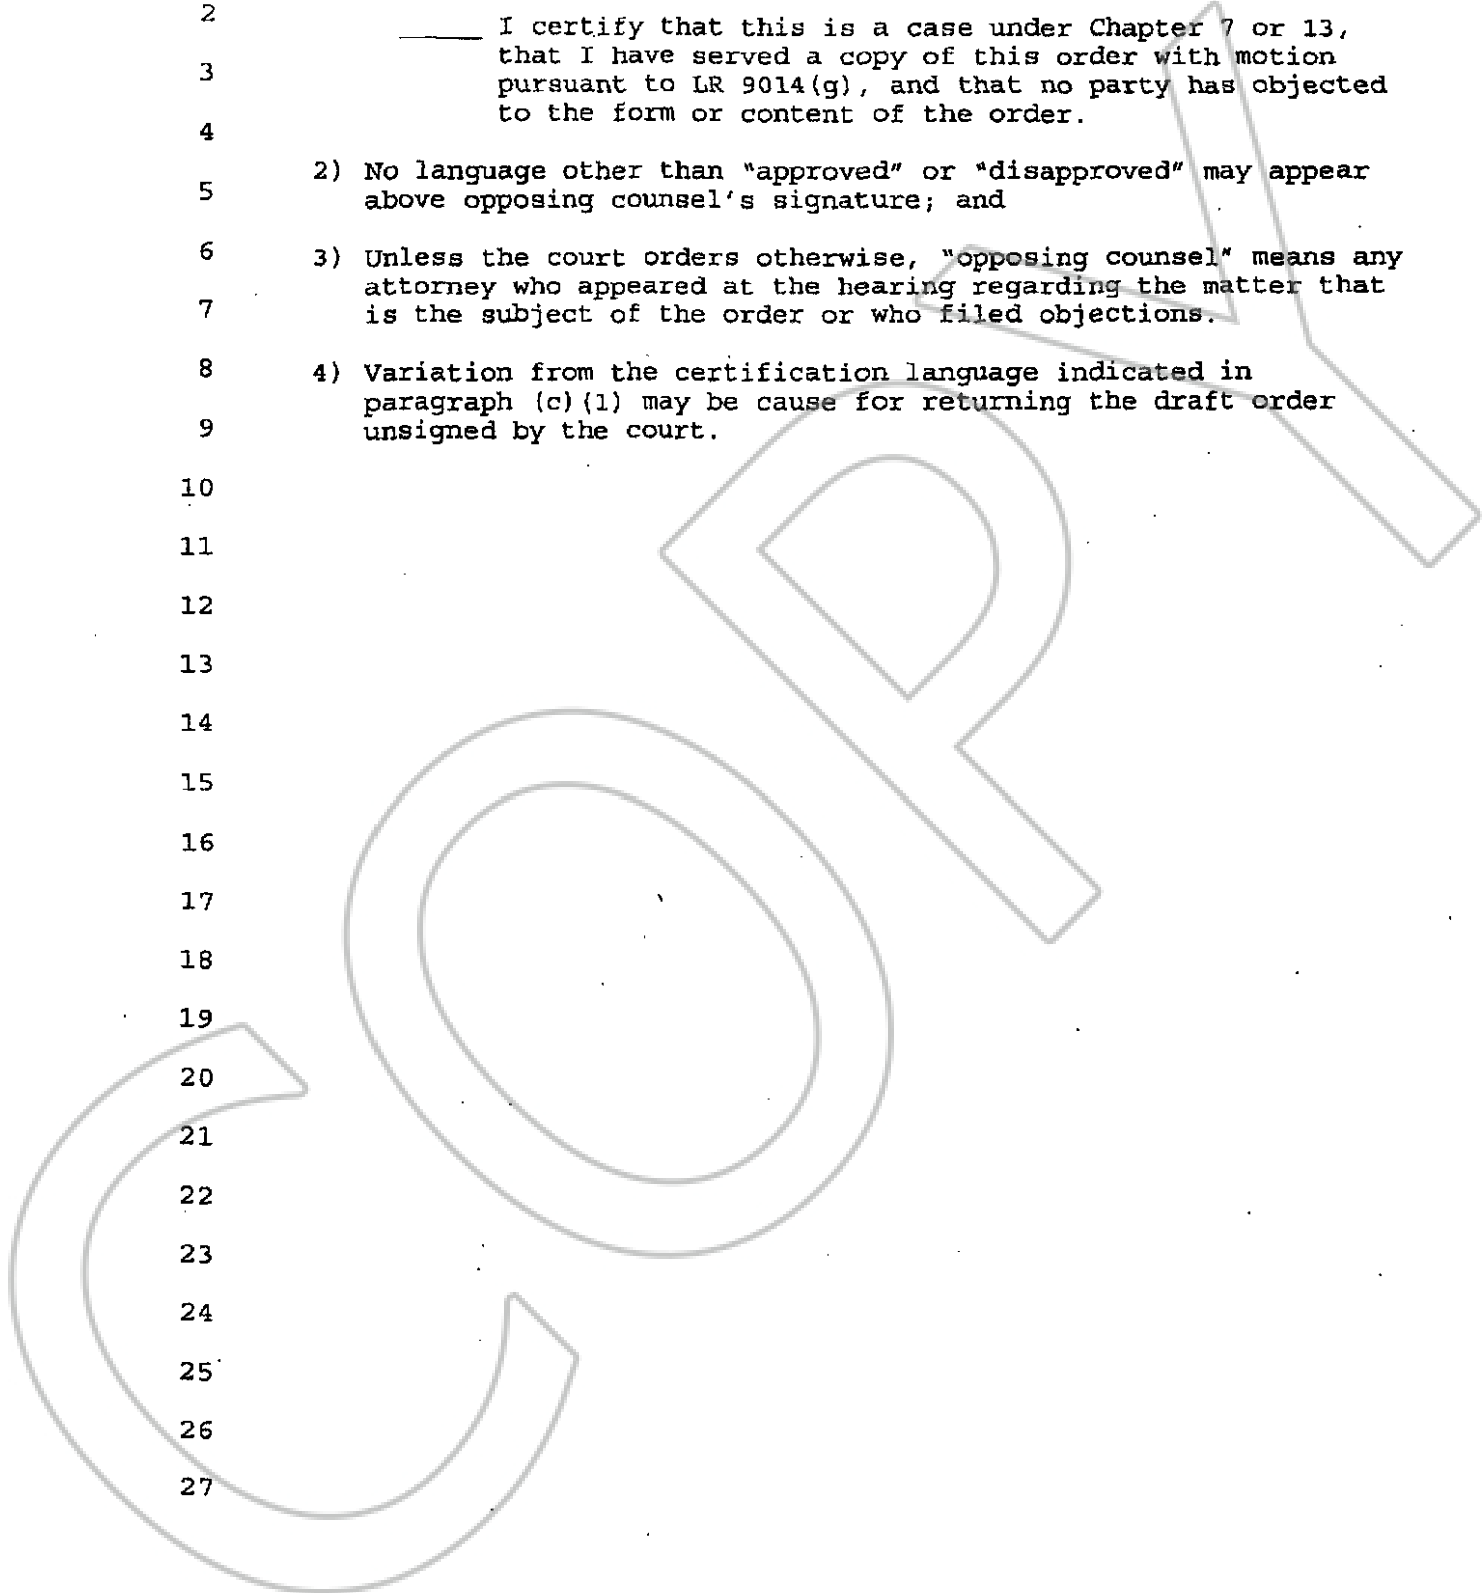 2
_____ I certify that this is a case under Chapter 7 or 13,
that I have served a copy of this order with motion
3
pursuant to LR 9014(g), and that no party has objected
to the form or content of the order.
4
2) No language other than "approved" or "disapproved" may appear
5
above opposing counsel's signature; and
6
3) Unless the court orders otherwise, "opposing counsel" means any
attorney who appeared at the hearing regarding the matter that
7
is the subject of the order or who filed objections.
8
4) Variation from the certification language indicated in
paragraph (c)(1) may be cause for returning the draft order
9
unsigned by the court.
10
11
12
13
14
15
16
17
18
19
20
21
22
23
24
25
26
27
COPY